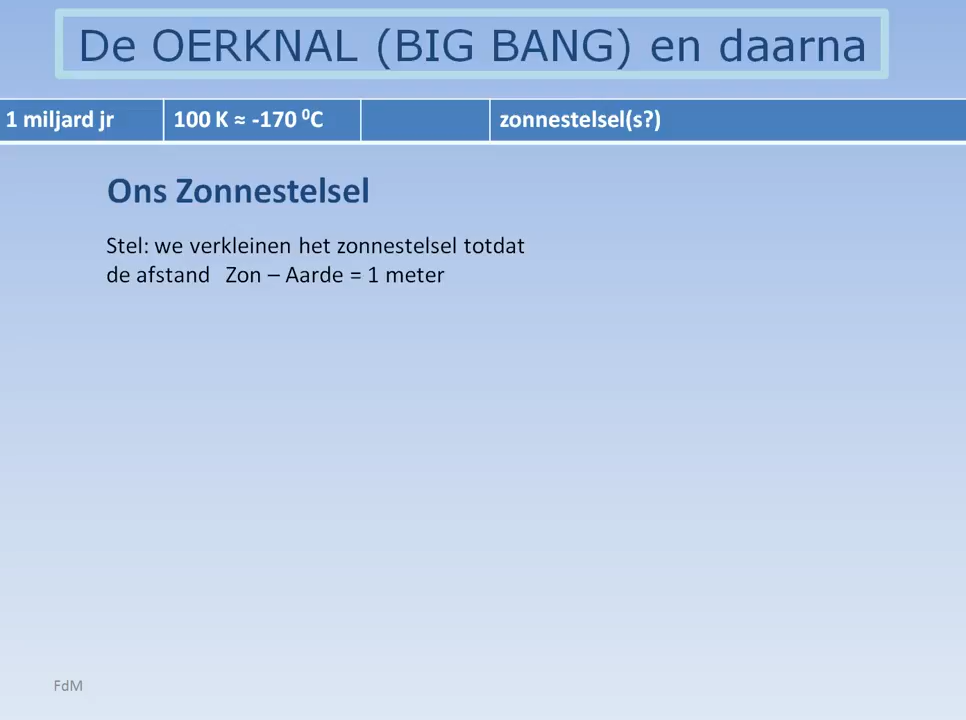 De OERKNAL (BIG BANG) en daarna
1 miljard jr 100 K ≈ -170 ⁰C zonnestelsel(s?)
Ons Zonnestelsel
Stel: we verkleinen het zonnestelsel totdat
de afstand Zon – Aarde = 1 meter
FdM